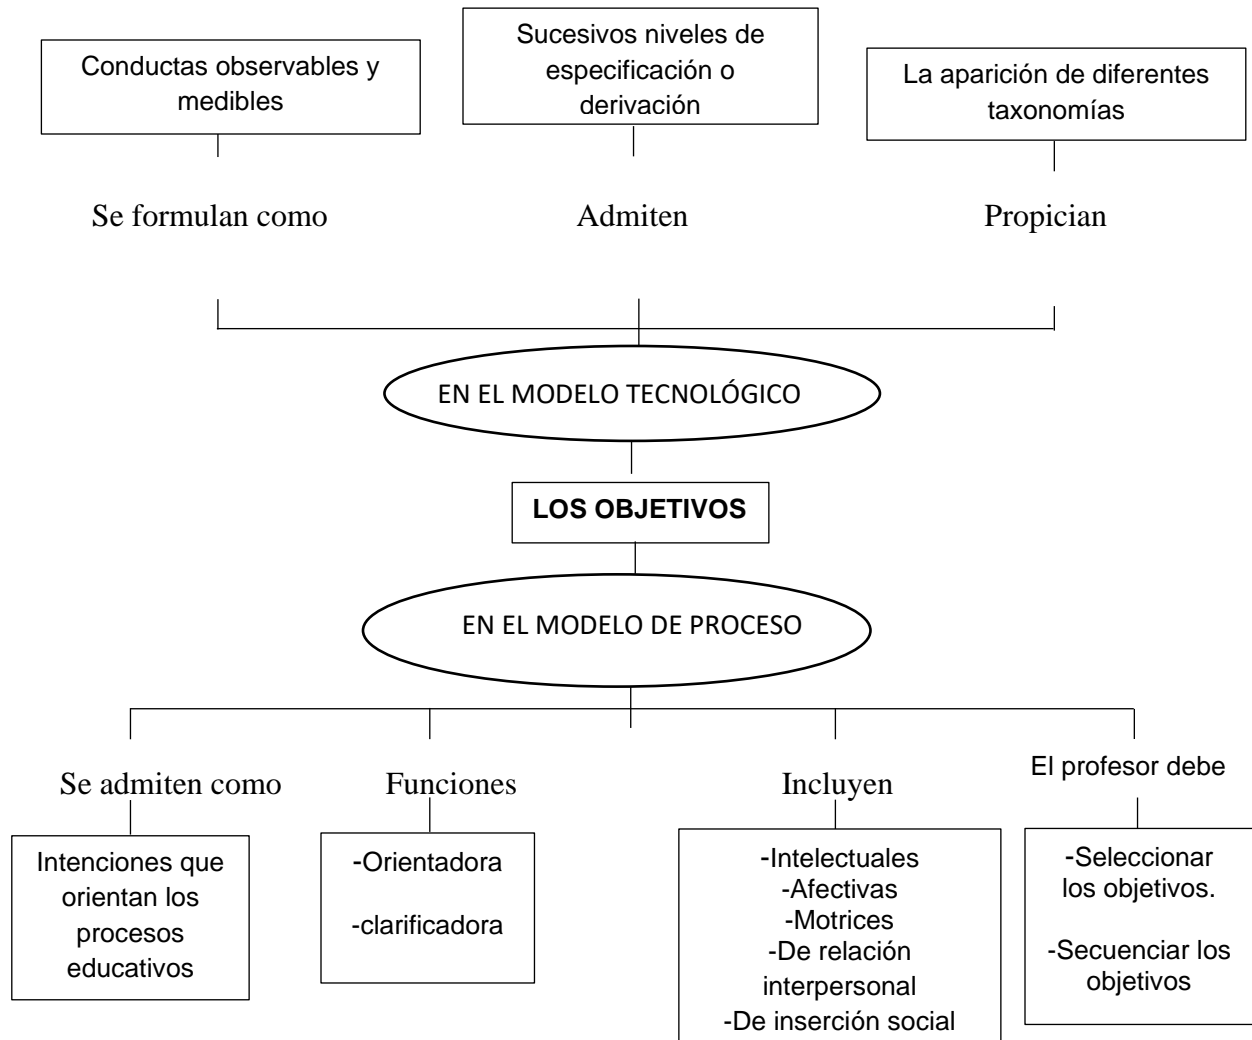 Conductas observables y
medibles
Sucesivos niveles de
especificación o
derivación
La aparición de diferentes
taxonomías
Se formulan como
Admiten
Propician
EN EL MODELO TECNOLÓGICO
LOS OBJETIVOS
EN EL MODELO DE PROCESO
Se admiten como
Funciones
Incluyen
El profesor debe
Intenciones que
orientan los
procesos
educativos
-Orientadora
-clarificadora
-Intelectuales
-Afectivas
-Motrices
-De relación
interpersonal
-De inserción social
-Seleccionar
los objetivos.
-Secuenciar los
objetivos